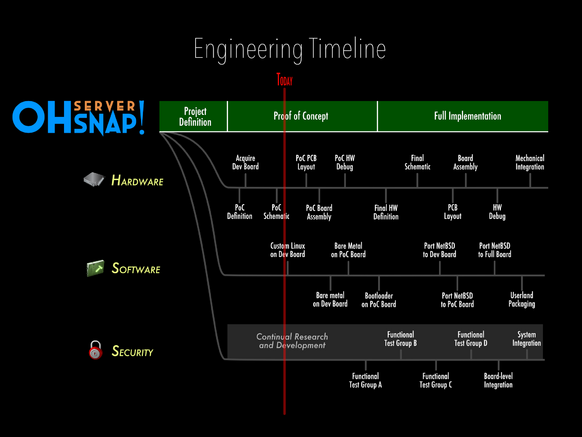 Engineering Timeline
TODAY
OH SERVER SNAP!
Project
Definition
Proof of Concept
Full Implementation
HARDWARE
Acquire
Dev Board
PoC PCB
Layout
PoC HW
Debug
Final
Schematic
Board
Assembly
Mechanical
Integration
PoC
Definition
PoC
Schematic
PoC Board
Assembly
Final HW
Definition
PCB
Layout
HW
Debug
SOFTWARE
Custom Linux
on Dev Board
Bare Metal
on PoC Board
Port NetBSD
to Dev Board
Port NetBSD
to Full Board
Bare metal
on Dev Board
Bootloader
on PoC Board
Port NetBSD
to PoC Board
Userland
Packaging
SECURITY
Continual Research
and Development
Functional
Test Group B
Functional
Test Group D
System
Integration
Functional
Test Group A
Functional
Test Group C
Board-level
Integration